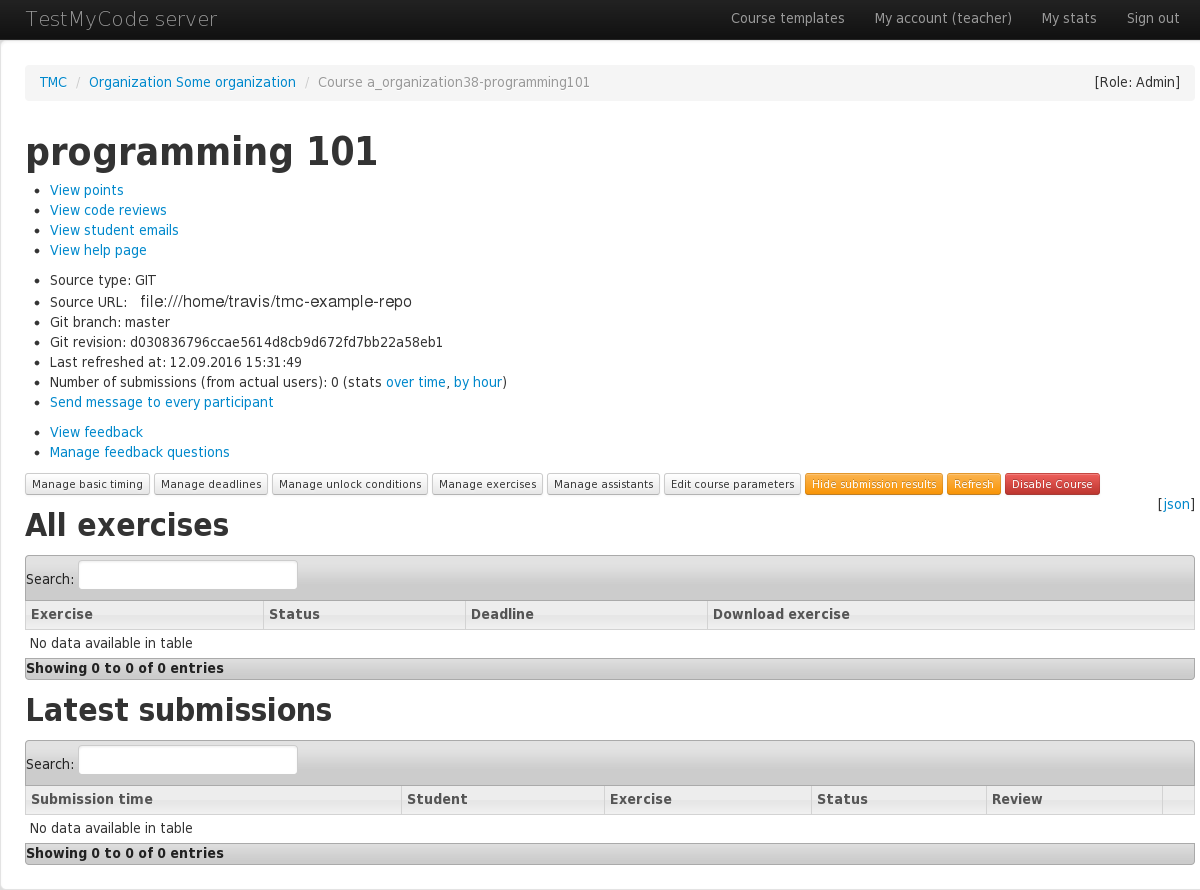 TestMyCode server Course templates My account (teacher) My stats Sign out
TMC / Organization Some organization / Course a_organization38-programming101 [Role: Admin]
programming 101
View points
View code reviews
View student emails
View help page
Source type: GIT
Source URL: file:///home/travis/tmc-example-repo
Git branch: master
Git revision: d030836796ccae5614d8cb9d672fd7bb22a58eb1
Last refreshed at: 12.09.2016 15:31:49
Number of submissions (from actual users): 0 (stats over time, by hour)
Send message to every participant
View feedback
Manage feedback questions
Manage basic timing Manage deadlines Manage unlock conditions Manage exercises Manage assistants Edit course parameters Hide submission results Refresh Disable Course
[json]
All exercises
Search:
Exercise Status Deadline Download exercise
No data available in table
Showing 0 to 0 of 0 entries
Latest submissions
Search:
Submission time Student Exercise Status Review
No data available in table
Showing 0 to 0 of 0 entries